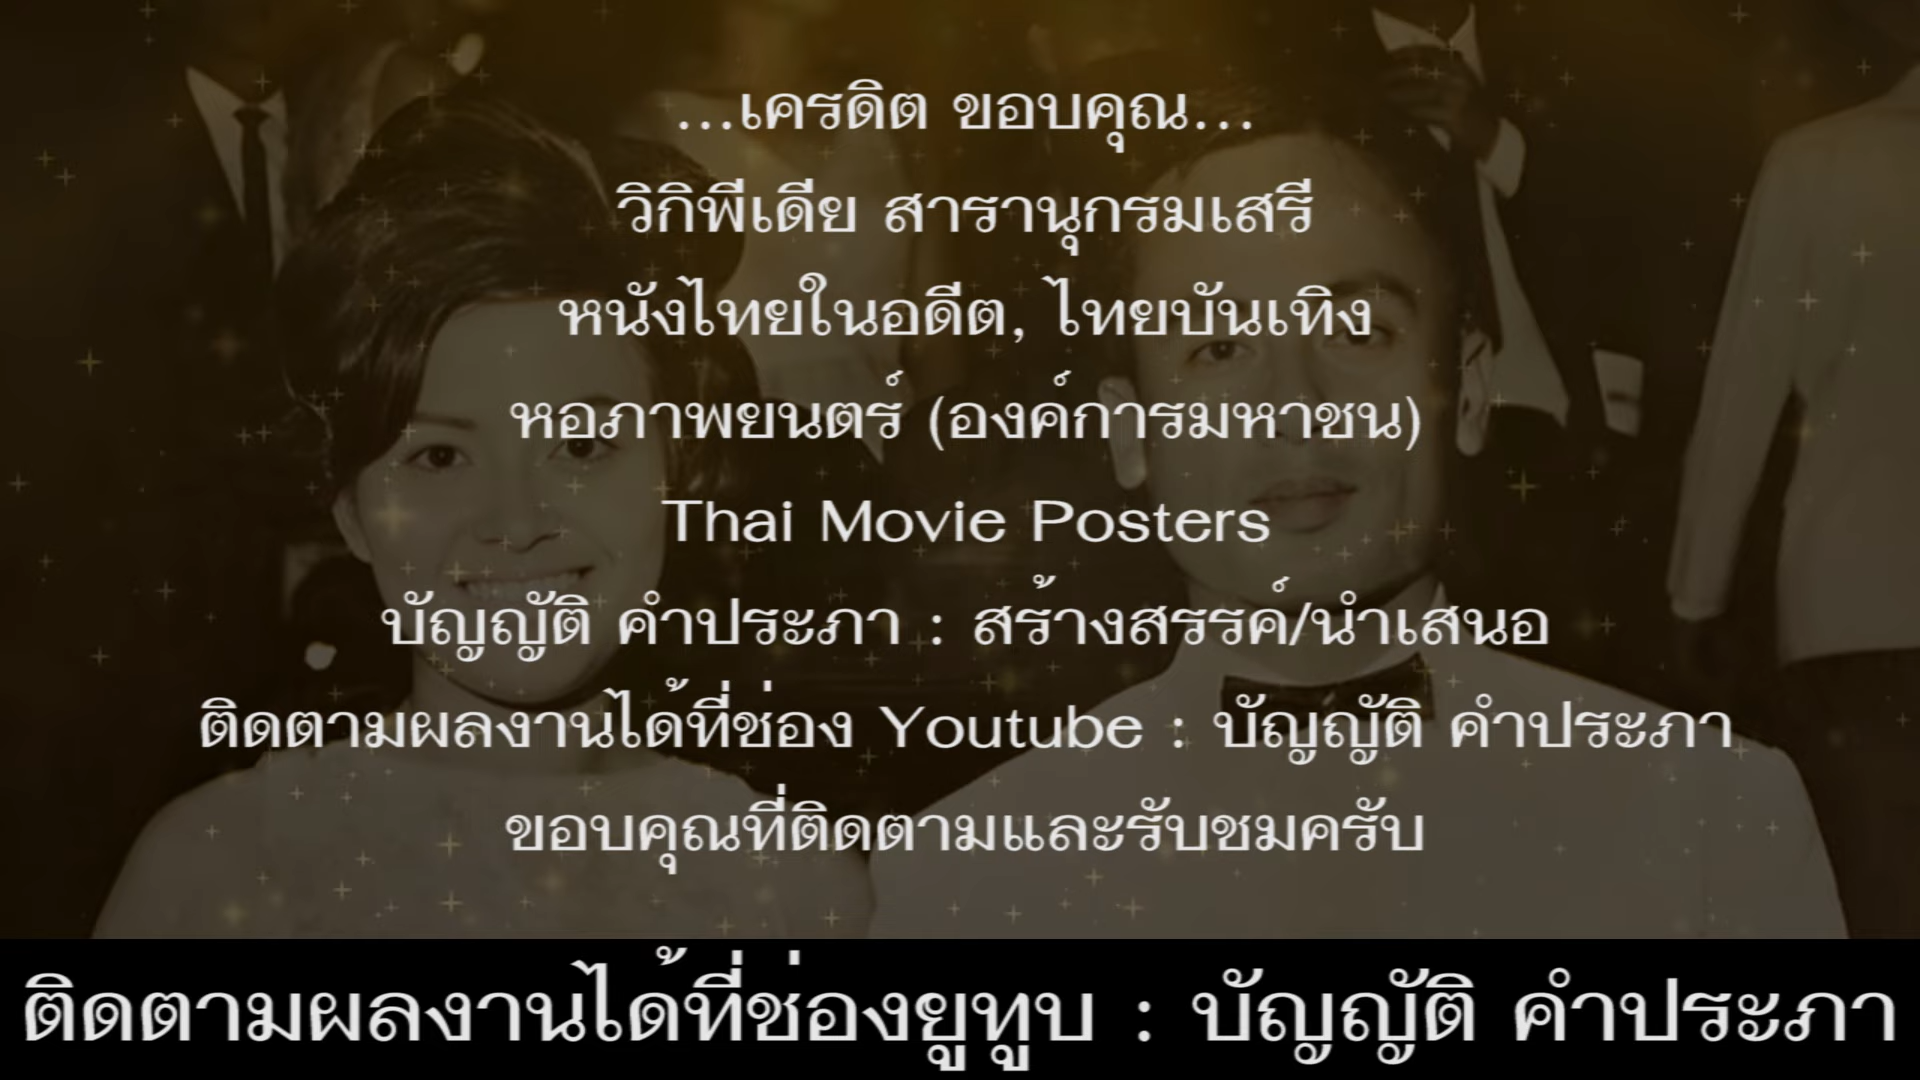 ...เครดิต ขอบคุณ...
วิกิพีเดีย สารานุกรมเสรี
หนังไทยในอดีต, ไทยบันเทิง
หอภาพยนตร์ (องค์การมหาชน)
Thai Movie Posters
บัญญัติ คำประภา : สร้างสรรค์/นำเสนอ
ติดตามผลงานได้ที่ช่อง Youtube : บัญญัติ คำประภา
ขอบคุณที่ติดตามและรับชมครับ
ติดตามผลงานได้ที่ช่องยูทูบ : บัญญัติ คำประภา